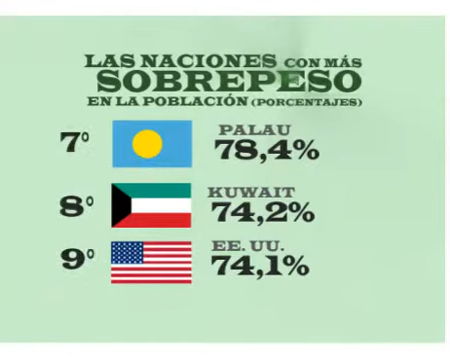 LAS NACIONES CON MÁS
SOBREPESO
EN LA POBLACIÓN (PORCENTAJES)
7º PALAU
78,4%
8º KUWAIT
74,2%
9º EE. UU.
74,1%